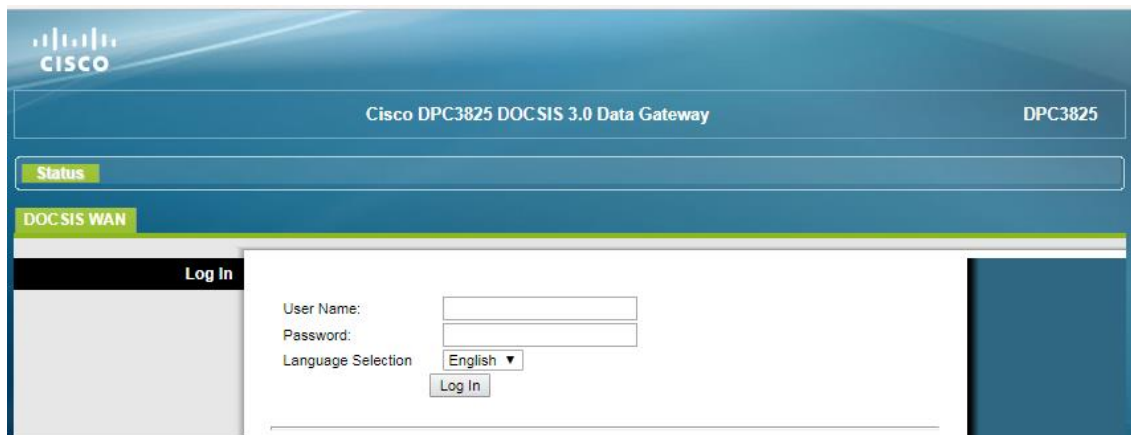 CISCO
Cisco DPC3825 DOCSIS 3.0 Data Gateway DPC3825
Status
DOCSIS WAN
Log In
User Name:
Password:
Language Selection English ▼
Log In